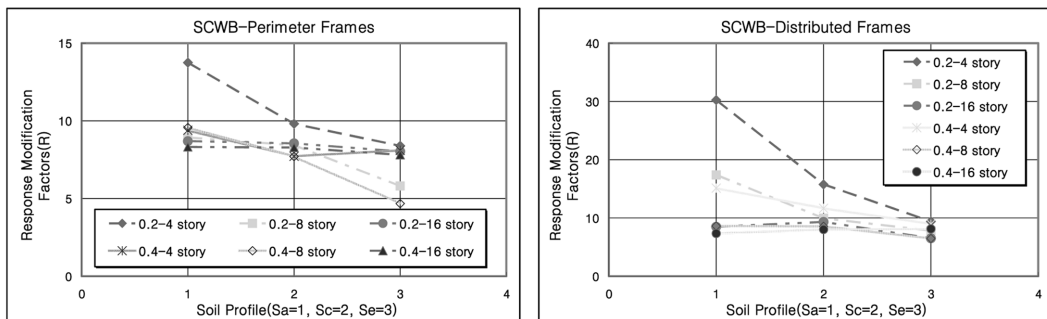 SCWB-Perimeter Frames
Response Modification
Factors(R)
15
10
5
0
0.2-4 story
0.2-8 story
0.2-16 story
0.4-4 story
0.4-8 story
0.4-16 story
0 1 2 3 4
Soil Profile(Sa=1, Sc=2, Se=3)
SCWB-Distributed Frames
Response Modification
Factors(R)
40
30
20
10
0
0.2-4 story
0.2-8 story
0.2-16 story
0.4-4 story
0.4-8 story
0.4-16 story
0 1 2 3 4
Soil Profile(Sa=1, Sc=2, Se=3)